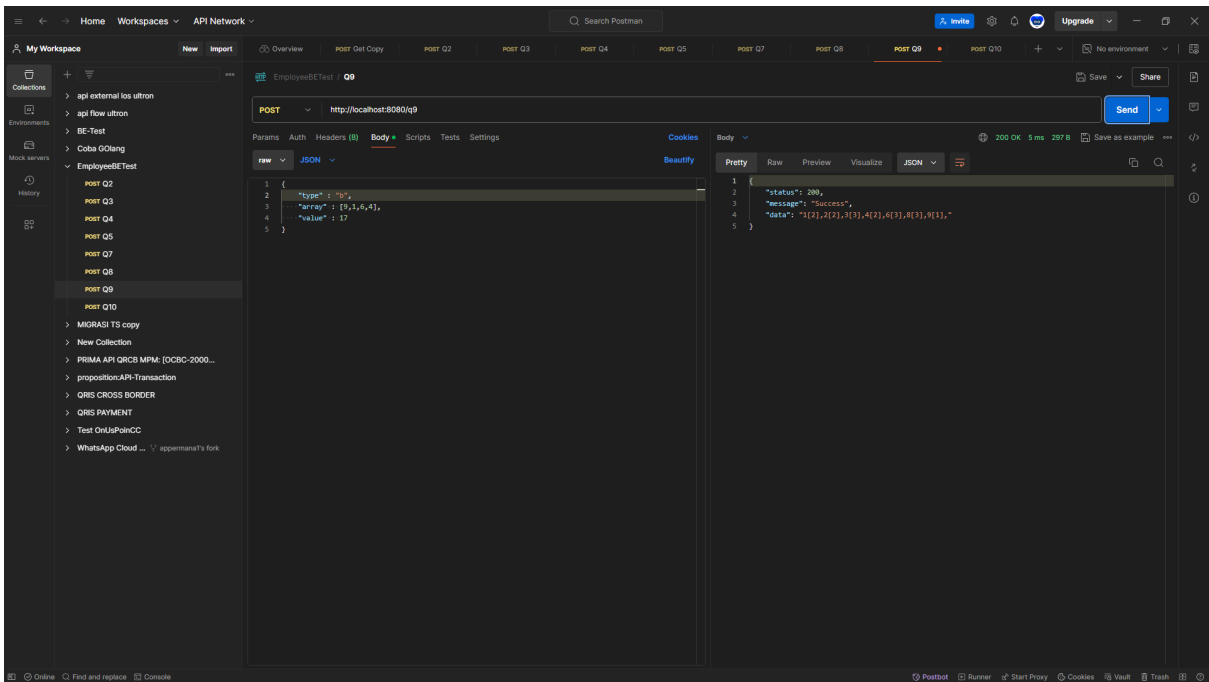 Home Workspaces API Network Search Postman Invite Upgrade
My Workspace New Import Overview POST Get Copy POST Q2 POST Q3 POST Q4 POST Q5 POST Q7 POST Q8 POST Q9 POST Q10 No environment
Collections
Environments
Mock servers
History
api external los ultron
api flow ultron
BE-Test
Coba GOlang
EmployeeBETest
POST Q2
POST Q3
POST Q4
POST Q5
POST Q7
POST Q8
POST Q9
POST Q10
MIGRASI TS copy
New Collection
PRIMA API QRCB MPM: [OCBC-2000...
proposition:API-Transaction
QRIS CROSS BORDER
QRIS PAYMENT
Test OnUsPoinCC
WhatsApp Cloud ... appermana1's fork
HTTP EmployeeBETest / Q9 Save Share
POST http://localhost:8080/q9 Send
Params Auth Headers (8) Body Scripts Tests Settings Cookies
raw JSON Beautify
1 {
2 "type" : "b",
3 "array" : [9,1,6,4],
4 "value" : 17
5 }
Body 200 OK 5 ms 297 B Save as example
Pretty Raw Preview Visualize JSON
1 {
2 "status": 200,
3 "message": "Success",
4 "data": "1[2],2[2],3[3],4[2],6[3],8[3],9[1],"
5 }
Online Find and replace Console Postbot Runner Start Proxy Cookies Vault Trash